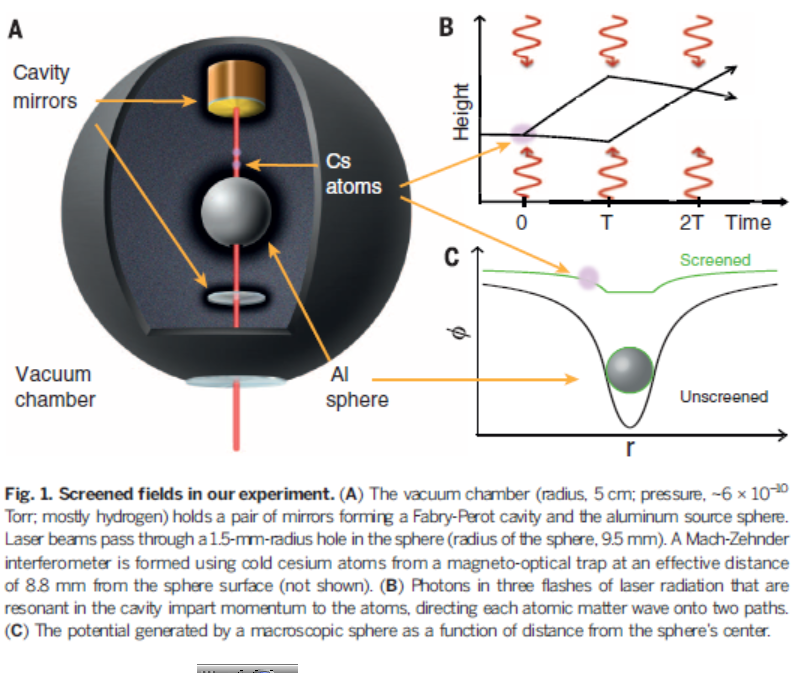 A
Cavity
mirrors
Cs
atoms
Vacuum
chamber
Al
sphere
B
Height
0 T 2T Time
C
Screened
ϕ
Unscreened
r
Fig. 1. Screened fields in our experiment. (A) The vacuum chamber (radius, 5 cm; pressure, ~6 × 10⁻¹⁰
Torr; mostly hydrogen) holds a pair of mirrors forming a Fabry-Perot cavity and the aluminum source sphere.
Laser beams pass through a 1.5-mm-radius hole in the sphere (radius of the sphere, 9.5 mm). A Mach-Zehnder
interferometer is formed using cold cesium atoms from a magneto-optical trap at an effective distance
of 8.8 mm from the sphere surface (not shown). (B) Photons in three flashes of laser radiation that are
resonant in the cavity impart momentum to the atoms, directing each atomic matter wave onto two paths.
(C) The potential generated by a macroscopic sphere as a function of distance from the sphere's center.